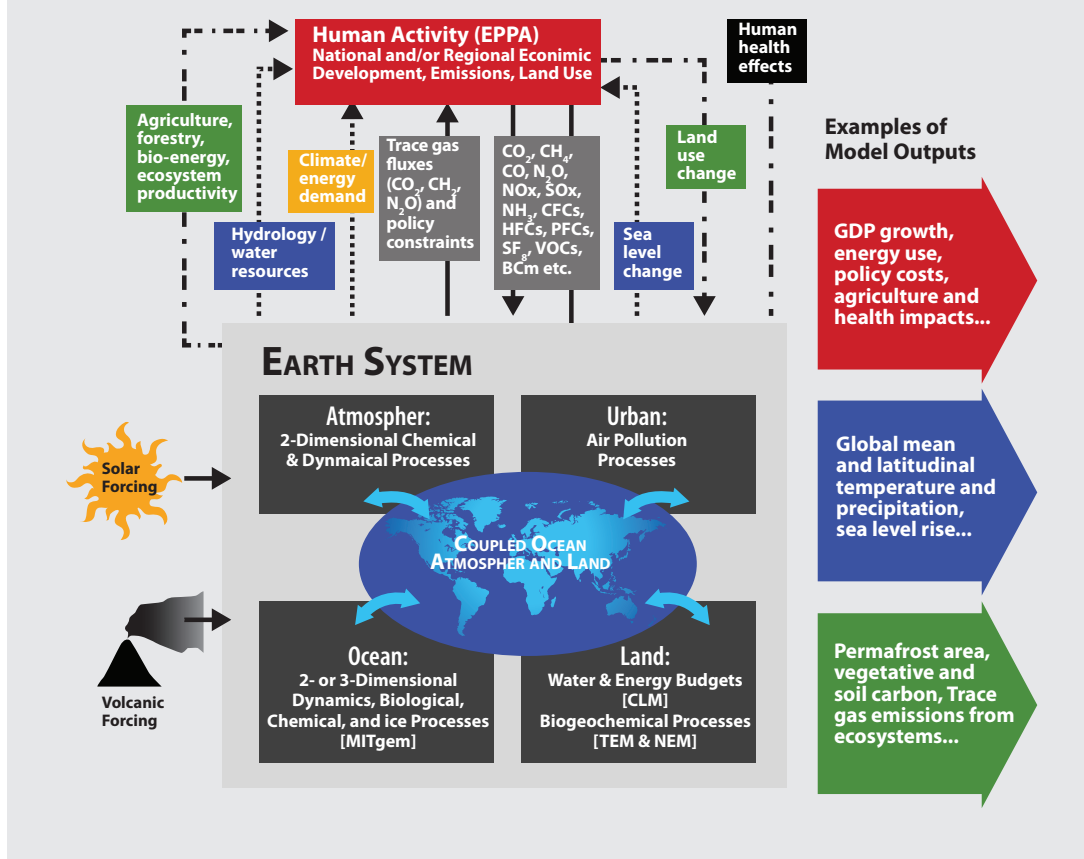 Human Activity (EPPA)
National and/or Regional Econimic
Development, Emissions, Land Use
Human
health
effects
Agriculture,
forestry,
bio-energy,
ecosystem
productivity
Hydrology /
water
resources
Climate/
energy
demand
Trace gas
fluxes
(CO₂, CH₂,
N₂O) and
policy
constraints
CO₂, CH₄,
CO, N₂O,
NOx, SOx,
NH₃, CFCs,
HFCs, PFCs,
SF₈, VOCs,
BCm etc.
Sea
level
change
Land
use
change
Examples of
Model Outputs
GDP growth,
energy use,
policy costs,
agriculture and
health impacts...
Global mean
and latitudinal
temperature and
precipitation,
sea level rise...
Permafrost area,
vegetative and
soil carbon, Trace
gas emissions from
ecosystems...
EARTH SYSTEM
Atmospher:
2-Dimensional Chemical
& Dynmaical Processes
Urban:
Air Pollution
Processes
Solar
Forcing
COUPLED OCEAN
ATMOSPHER AND LAND
Volcanic
Forcing
Ocean:
2- or 3-Dimensional
Dynamics, Biological,
Chemical, and ice Processes
[MITgem]
Land:
Water & Energy Budgets
[CLM]
Biogeochemical Processes
[TEM & NEM]